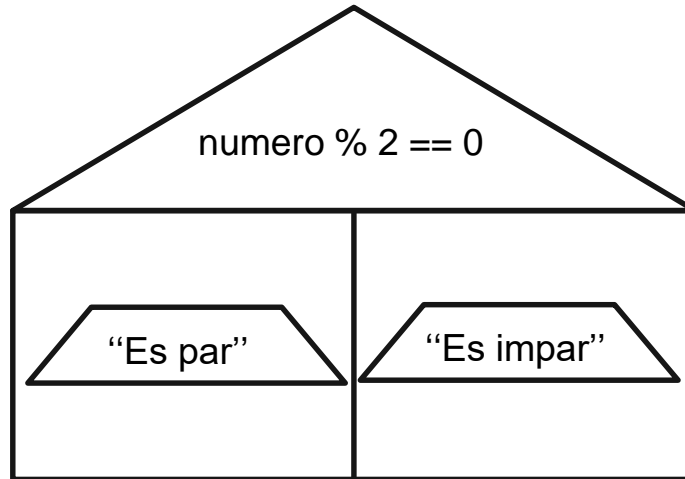 numero % 2 == 0
‘‘Es par’’
‘‘Es impar’’